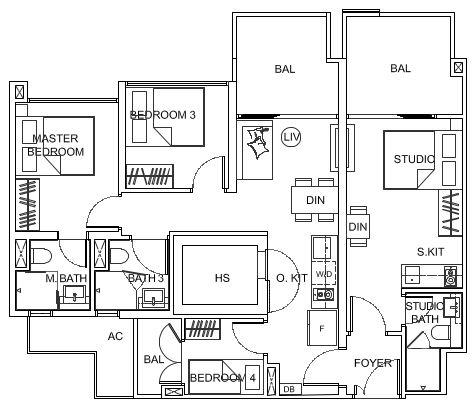 BAL
BAL
BEDROOM 3
MASTER
BEDROOM
LIV
STUDIO
DIN
DIN
S.KIT
M.BATH
BATH 3
HS
O. KIT
W/D
STUDIO
BATH
F
AC
BAL
FOYER
BEDROOM 4
DB